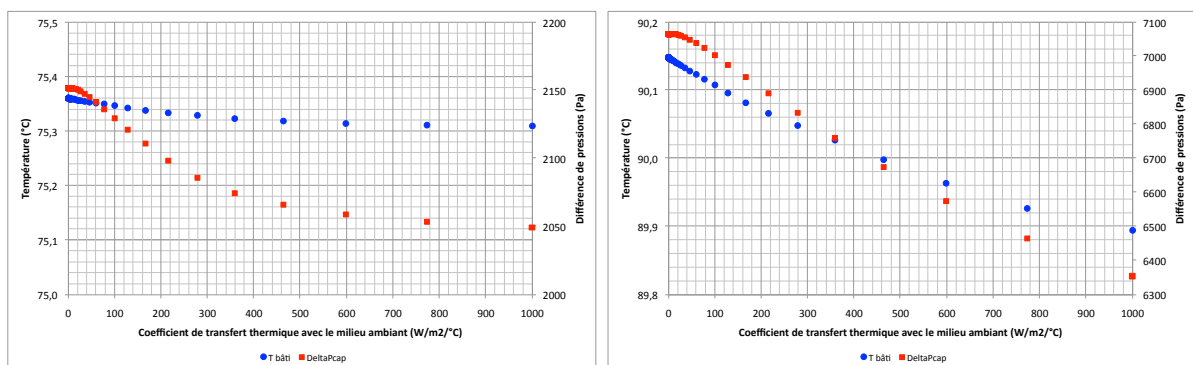 75,5
75,4
75,3
75,2
75,1
75,0
Température (°C)
2200
2150
2100
2050
2000
Différence de pressions (Pa)
0 100 200 300 400 500 600 700 800 900 1000
Coefficient de transfert thermique avec le milieu ambiant (W/m2/°C)
T bâti DeltaPcap
90,2
90,1
90,0
89,9
89,8
Température (°C)
7100
7000
6900
6800
6700
6600
6500
6400
6300
Différence de pressions (Pa)
0 100 200 300 400 500 600 700 800 900 1000
Coefficient de transfert thermique avec le milieu ambiant (W/m2/°C)
T bâti DeltaPcap